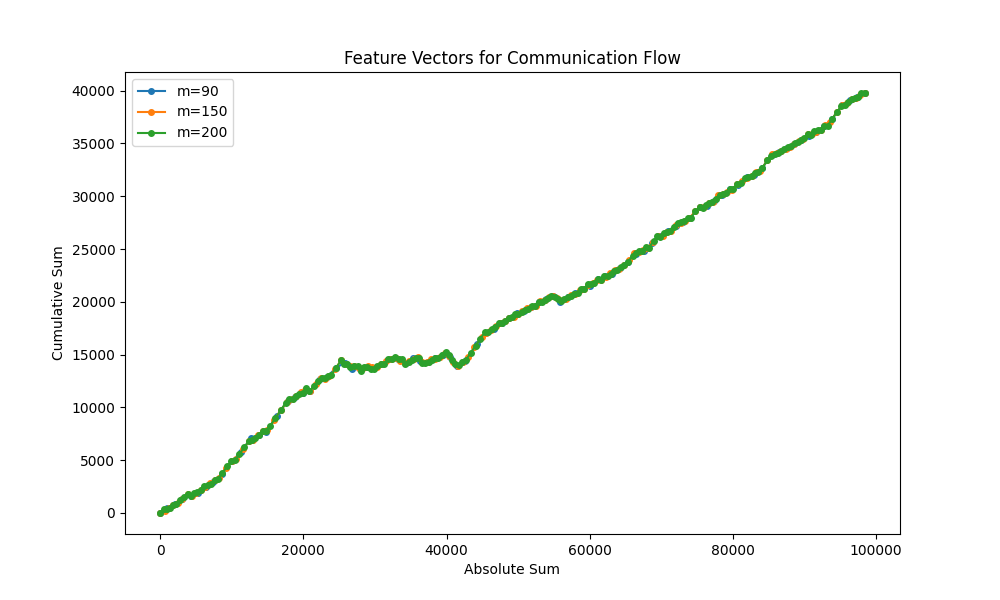 Feature Vectors for Communication Flow
m=90
m=150
m=200
40000
35000
30000
25000
20000
15000
10000
5000
0
Cumulative Sum
0 20000 40000 60000 80000 100000
Absolute Sum